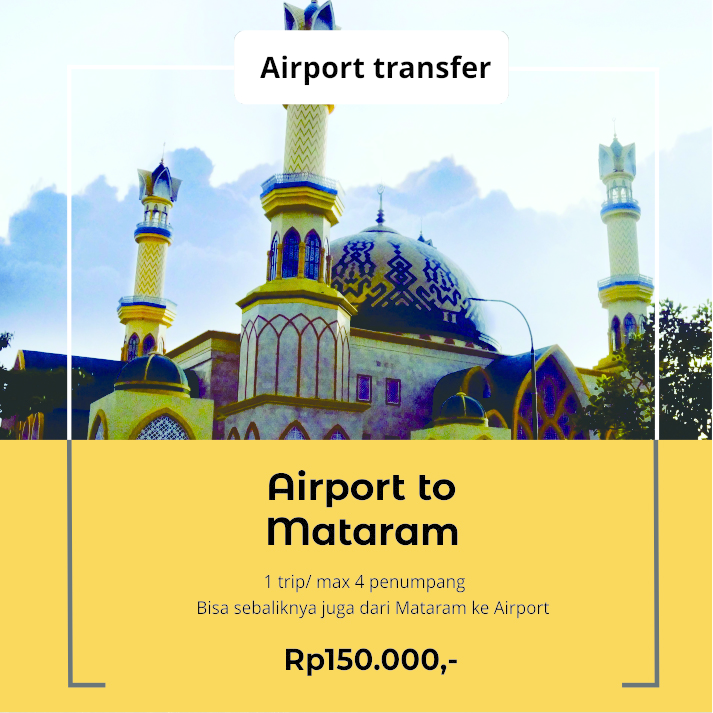 Airport transfer
Airport to
Mataram
1 trip/ max 4 penumpang
Bisa sebaliknya juga dari Mataram ke Airport
Rp150.000,-